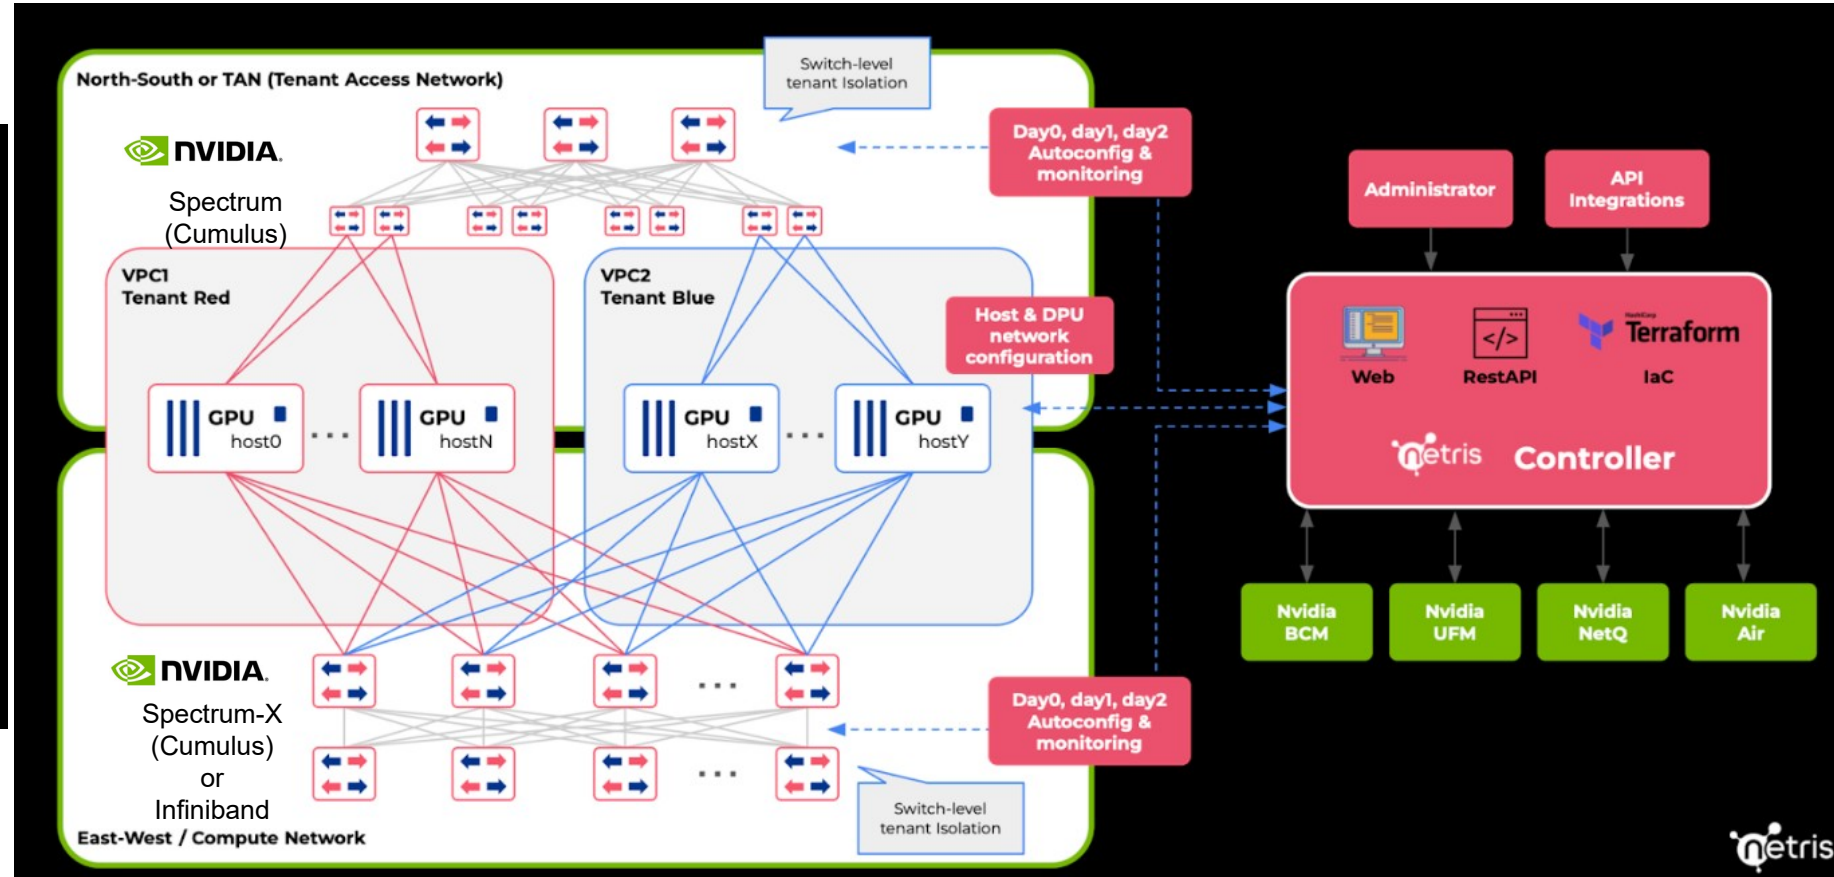 North-South or TAN (Tenant Access Network)
Switch-level
tenant Isolation
NVIDIA.
Spectrum
(Cumulus)
Day0, day1, day2
Autoconfig &
monitoring
VPC1
Tenant Red
VPC2
Tenant Blue
Host & DPU
network
configuration
GPU
host0
GPU
hostN
GPU
hostX
GPU
hostY
NVIDIA.
Spectrum-X
(Cumulus)
or
Infiniband
Day0, day1, day2
Autoconfig &
monitoring
Switch-level
tenant Isolation
East-West / Compute Network
Administrator
API
Integrations
Web
</>
RestAPI
HashiCorp
Terraform
IaC
netris Controller
Nvidia
BCM
Nvidia
UFM
Nvidia
NetQ
Nvidia
Air
netris